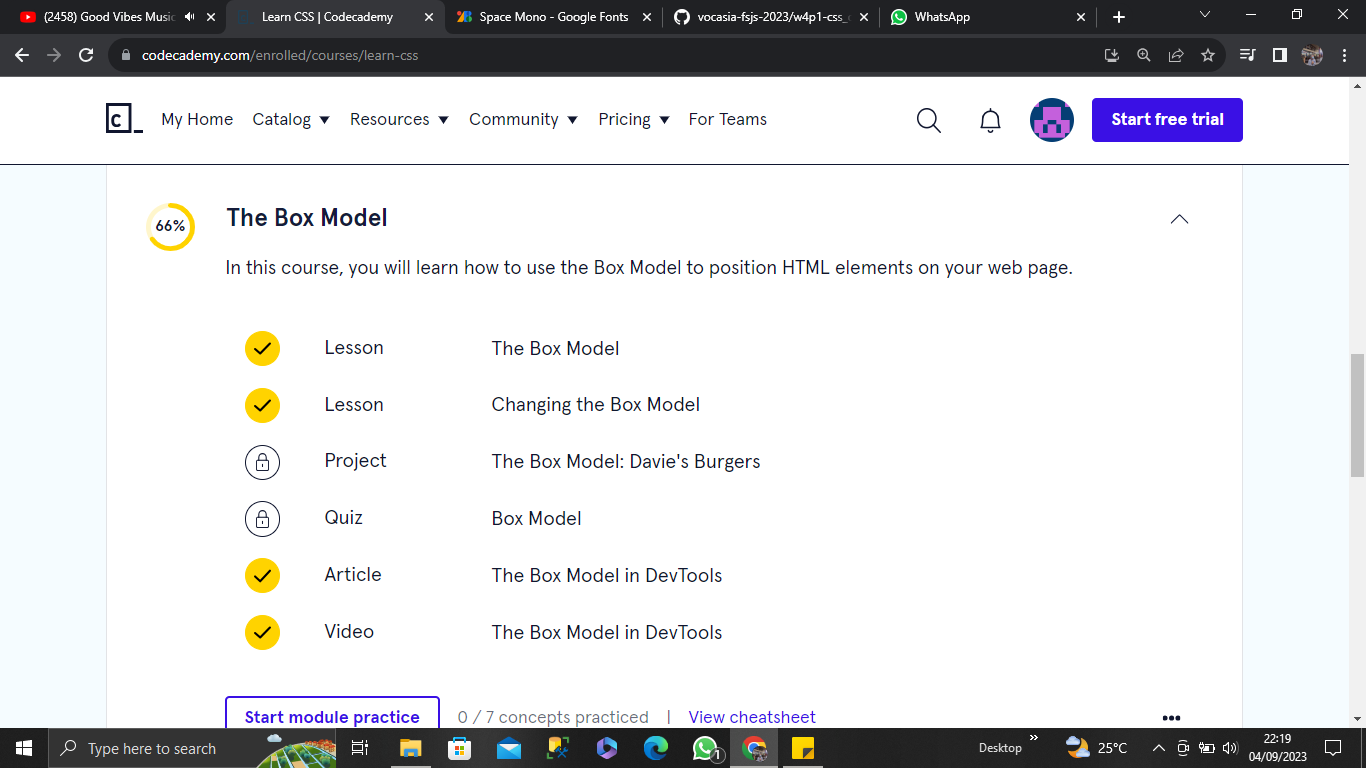 (2458) Good Vibes Music
Learn CSS | Codecademy
Space Mono - Google Fonts
vocasia-fsjs-2023/w4p1-css_
WhatsApp
codecademy.com/enrolled/courses/learn-css
c_
My Home
Catalog
Resources
Community
Pricing
For Teams
Start free trial
66%
The Box Model
In this course, you will learn how to use the Box Model to position HTML elements on your web page.
Lesson The Box Model
Lesson Changing the Box Model
Project The Box Model: Davie's Burgers
Quiz Box Model
Article The Box Model in DevTools
Video The Box Model in DevTools
Start module practice 0 / 7 concepts practiced | View cheatsheet
Type here to search
1
Desktop
25°C
22:19
04/09/2023